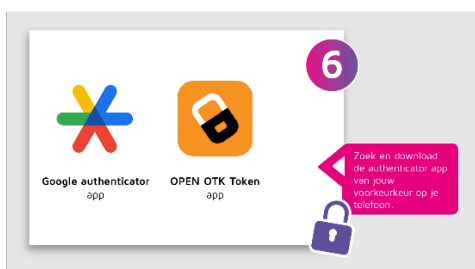 6
Zoek en download
de authenticator app
van jouw
voorkeurkeur op je
telefoon.
Google authenticator
app
OPEN OTK Token
app